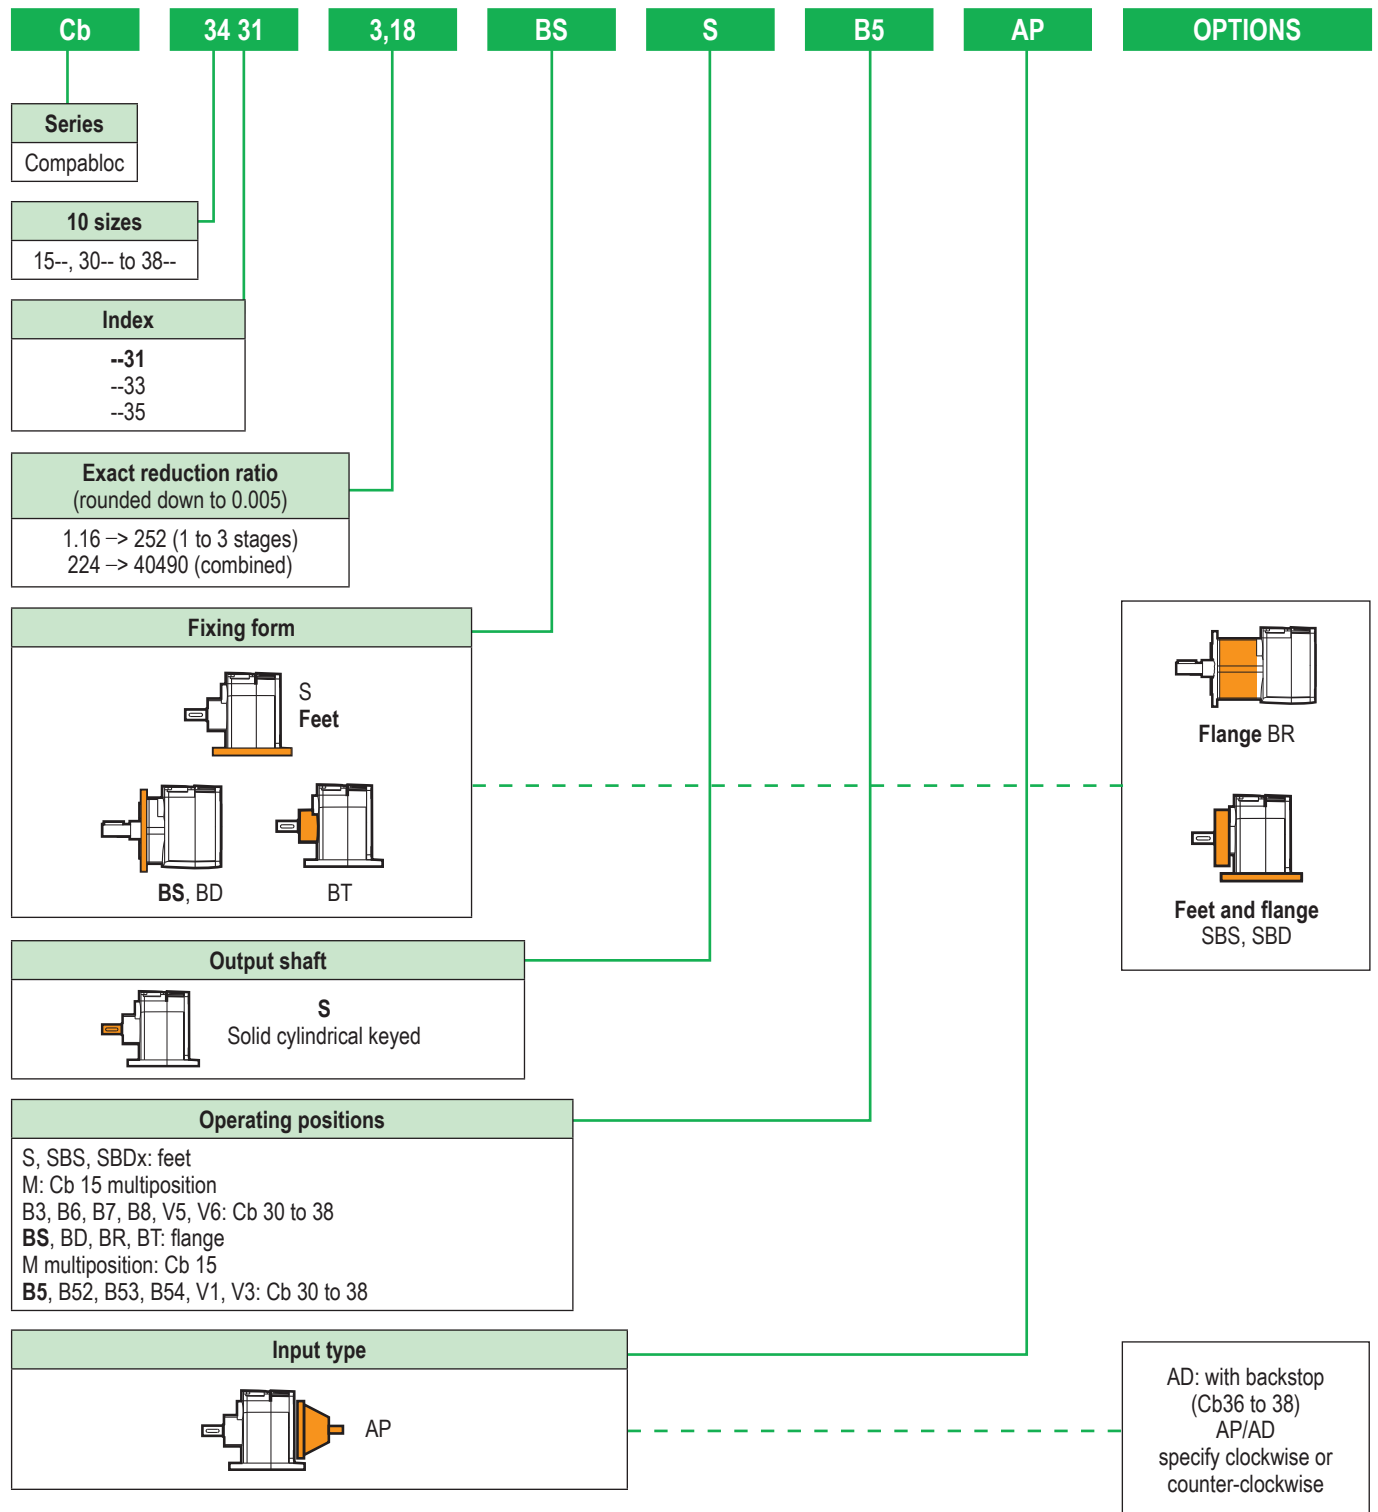 Cb 34 31 3,18 BS S B5 AP OPTIONS
Series
Compabloc
10 sizes
15--, 30-- to 38--
Index
--31
--33
--35
Exact reduction ratio
(rounded down to 0.005)
1.16 –> 252 (1 to 3 stages)
224 –> 40490 (combined)
Fixing form
S
Feet
BS, BD
BT
Flange BR
Feet and flange
SBS, SBD
Output shaft
S
Solid cylindrical keyed
Operating positions
S, SBS, SBDx: feet
M: Cb 15 multiposition
B3, B6, B7, B8, V5, V6: Cb 30 to 38
BS, BD, BR, BT: flange
M multiposition: Cb 15
B5, B52, B53, B54, V1, V3: Cb 30 to 38
Input type
AP
AD: with backstop
(Cb36 to 38)
AP/AD
specify clockwise or
counter-clockwise